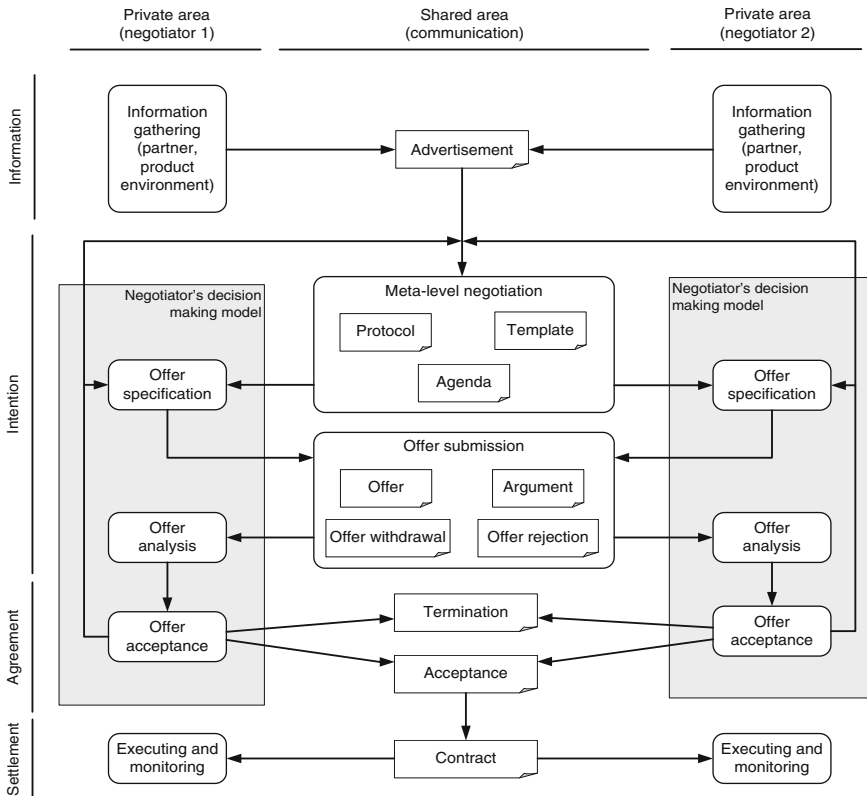 Private area
(negotiator 1)
Shared area
(communication)
Private area
(negotiator 2)
Information
Information
gathering
(partner,
product
environment)
Advertisement
Information
gathering
(partner,
product
environment)
Intention
Negotiator's decision
making model
Meta-level negotiation
Protocol
Template
Agenda
Negotiator's decision
making model
Offer
specification
Offer
specification
Offer submission
Offer
Argument
Offer withdrawal
Offer rejection
Offer
analysis
Offer
analysis
Agreement
Offer
acceptance
Termination
Acceptance
Offer
acceptance
Settlement
Executing and
monitoring
Contract
Executing and
monitoring